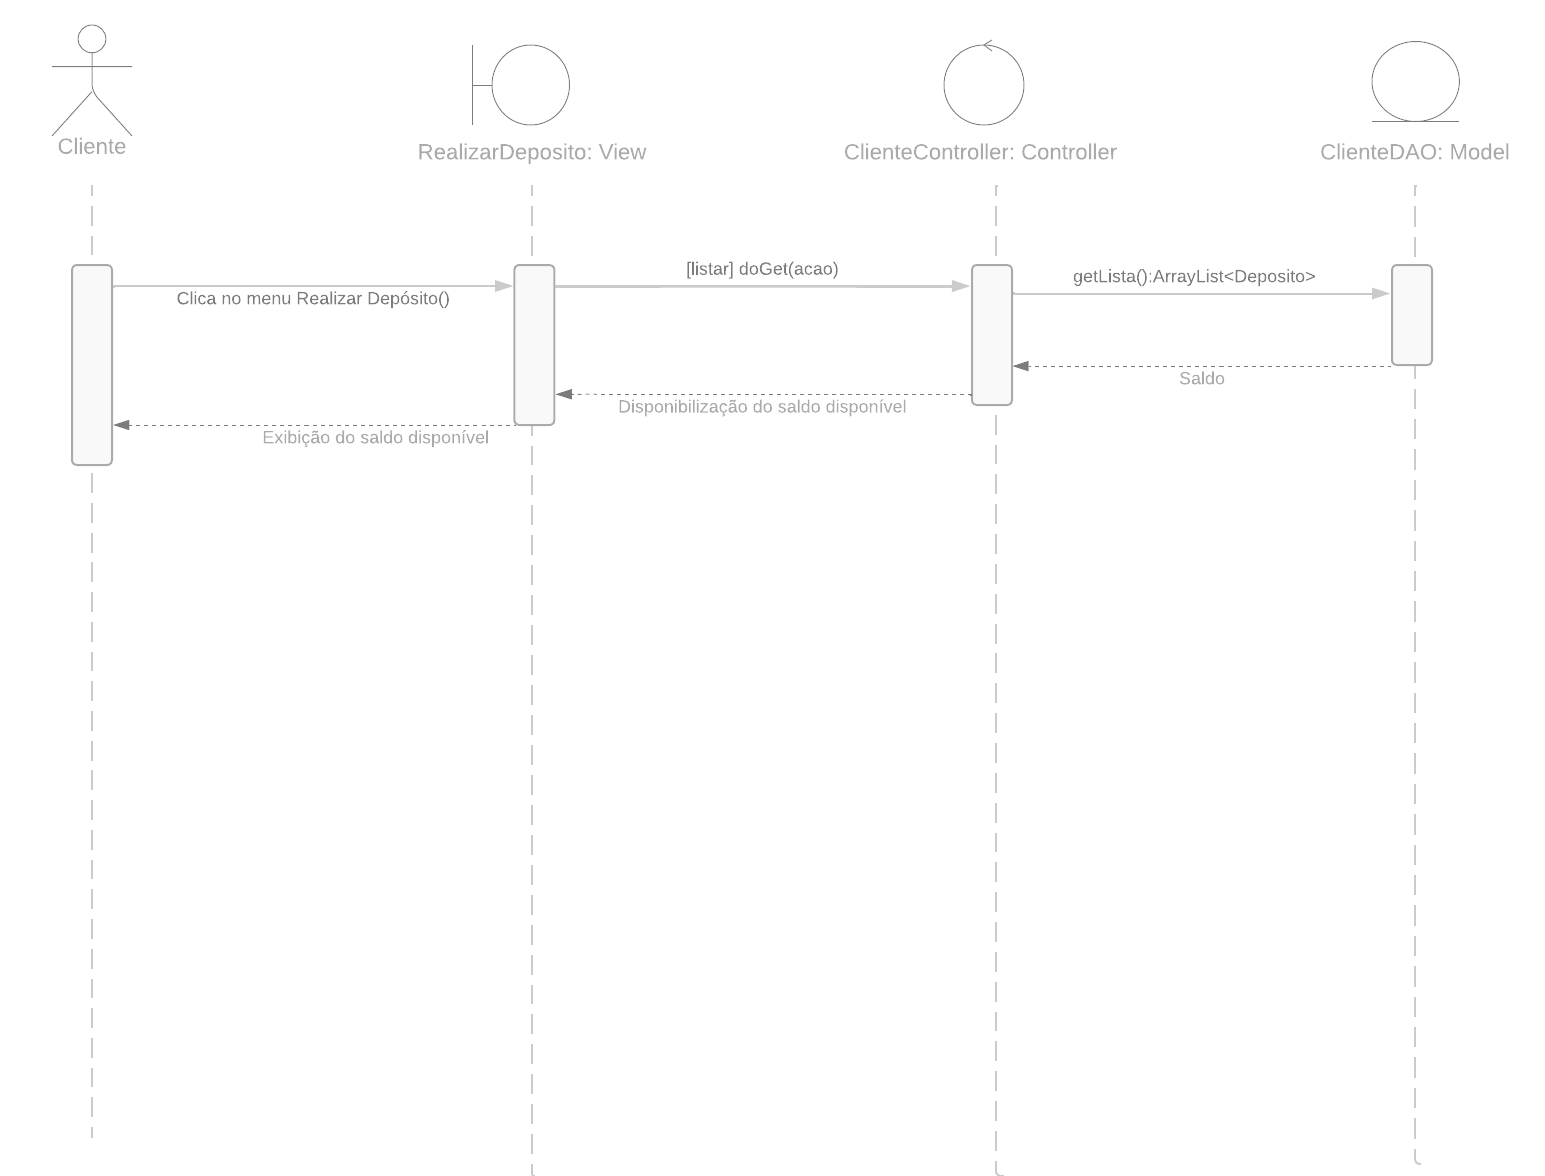 Cliente
RealizarDeposito: View
ClienteController: Controller
ClienteDAO: Model
Clica no menu Realizar Depósito()
[listar] doGet(acao)
getLista():ArrayList<Deposito>
Saldo
Disponibilização do saldo disponível
Exibição do saldo disponível